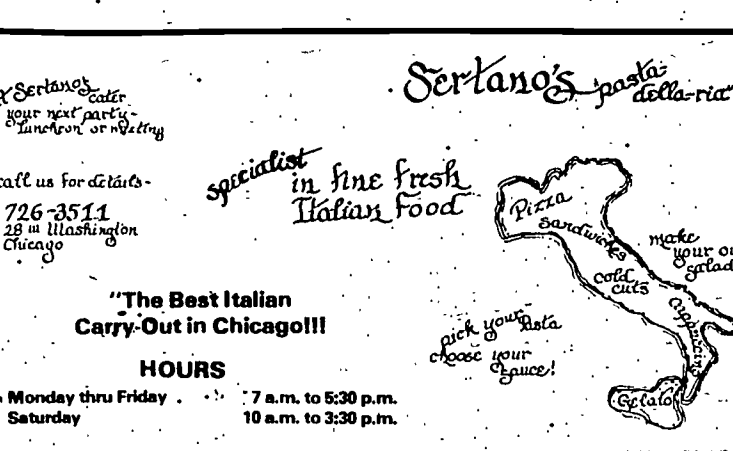 Sertano's pasta-
della-ria"
Sertano's
cater
your next party-
luncheon or meeting
call us for details-
726-3511
28 W Washington
Chicago
specialist
in fine fresh
Italian Food
Pizza
Sandwiches
cold
cuts
Cappuccino
Gelato
make
your
salad
pick your Pasta
choose your
sauce!
"The Best Italian
Carry-Out in Chicago!!!
HOURS
Monday thru Friday 7 a.m. to 5:30 p.m.
Saturday 10 a.m. to 3:30 p.m.